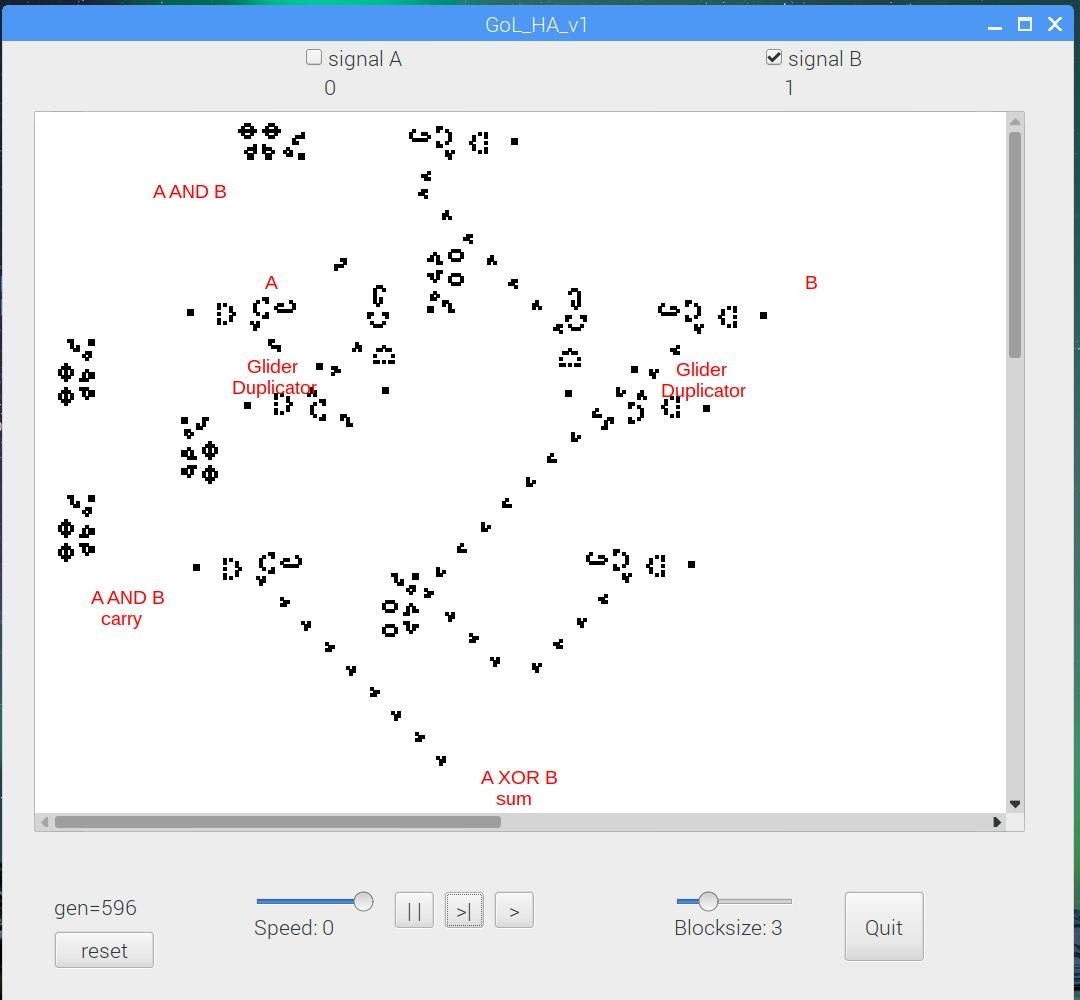 GoL_HA_v1
signal A
signal B
0
1
A AND B
A
B
Glider
Duplicator
Glider
Duplicator
A AND B
carry
A XOR B
sum
gen=596
Speed: 0
| |
>|
>
Blocksize: 3
Quit
reset